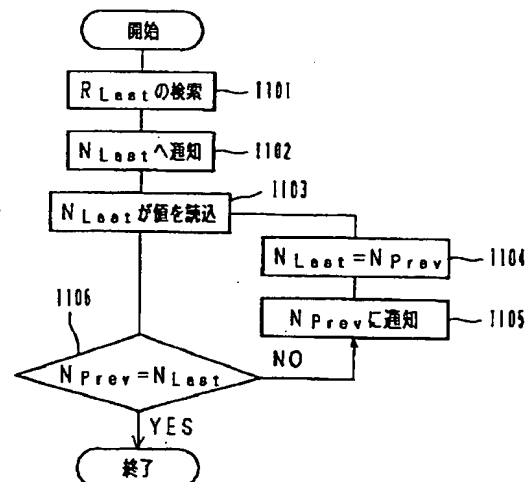 開始
RLastの検索
1101
NLastへ通知
1102
1103
NLastが値を読込
NLast=NPrev
1104
1106
NPrevに通知
1105
NPrev=NLast
NO
YES
終了